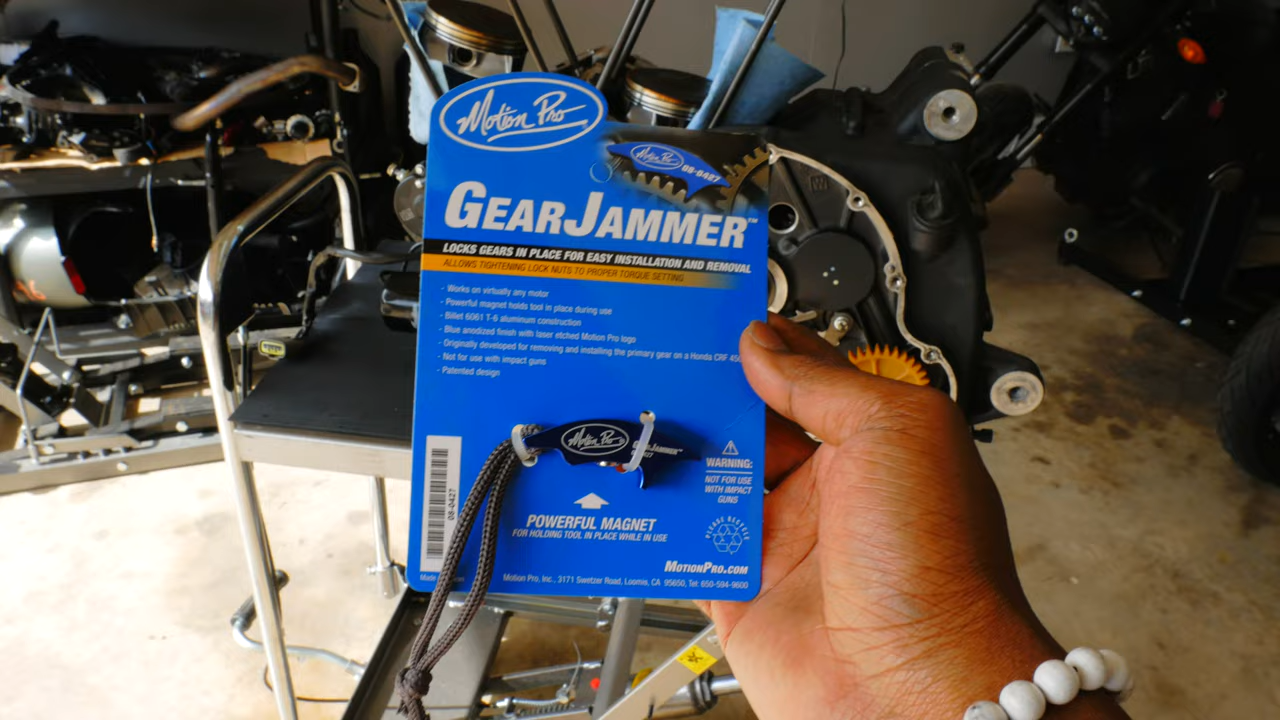 Motion Pro
Motion Pro
08-0427
GEARJAMMER™
LOCKS GEARS IN PLACE FOR EASY INSTALLATION AND REMOVAL
ALLOWS TIGHTENING LOCK NUTS TO PROPER TORQUE SETTING
- Works on virtually any motor
- Powerful magnet holds tool in place during use
- Billet 6061 T-6 aluminum construction
- Blue anodized finish with laser etched Motion Pro logo
- Originally developed for removing and installing the primary gear on a Honda CRF
- Not for use with impact guns
- Patented design
Motion Pro®
GEARJAMMER™
WARNING:
NOT FOR USE
WITH IMPACT
GUNS
08-0427
POWERFUL MAGNET
FOR HOLDING TOOL IN PLACE WHILE IN USE
PLEASE RECYCLE
MOTIONPRO.COM
Made
Motion Pro, Inc., 3171 Swetzer Road, Loomis, CA 95650, Tel: 650-594-9600